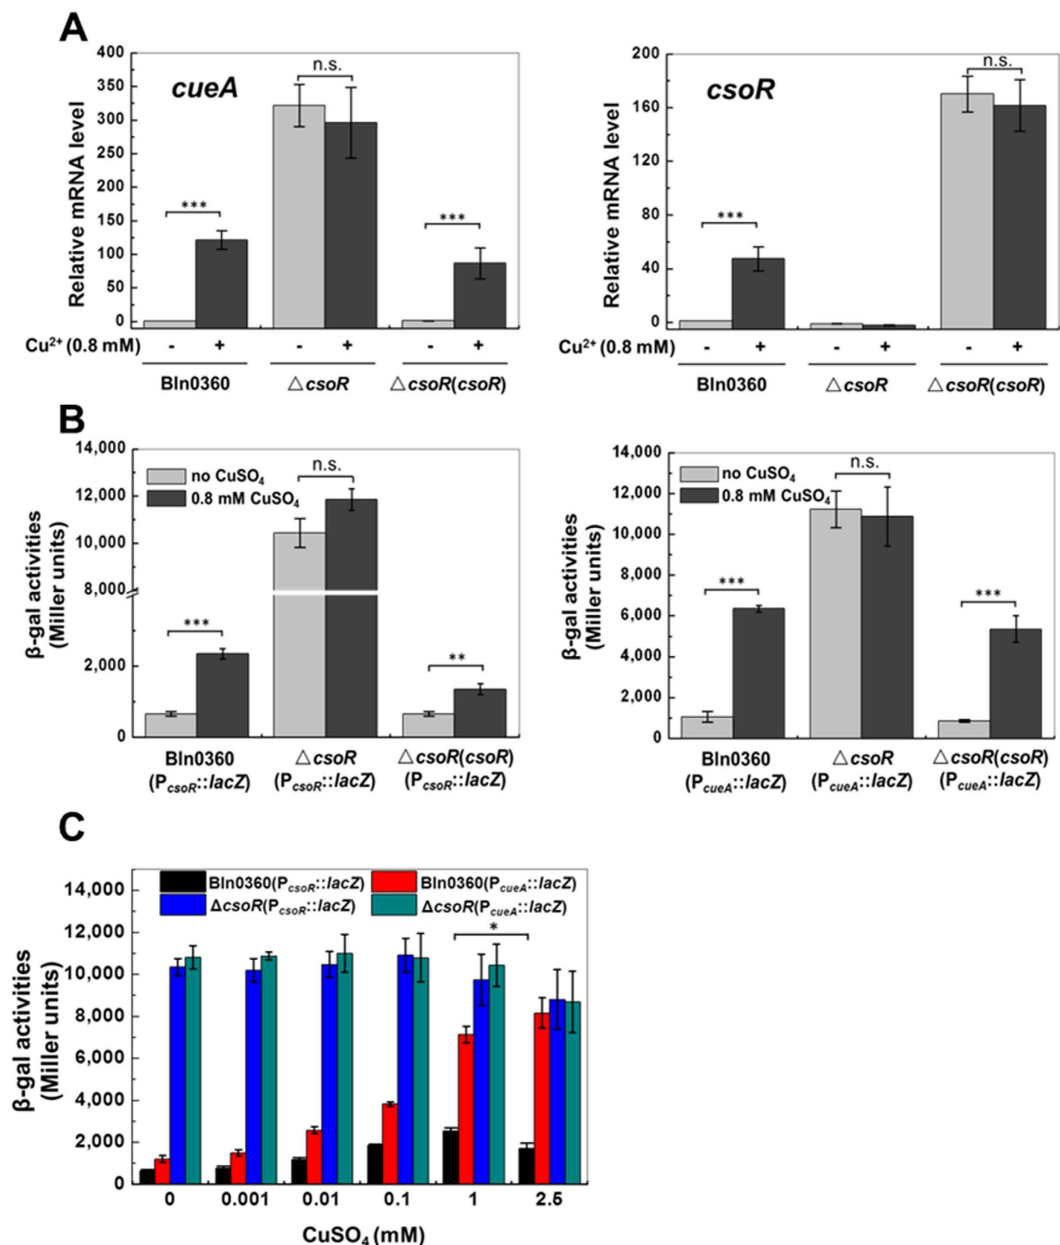 A
cueA
Relative mRNA level
400
350
300
250
200
150
100
50
0
***
n.s.
***
Cu²⁺ (0.8 mM)
- + - + - +
Bln0360 △csoR △csoR(csoR)
csoR
Relative mRNA level
200
160
120
80
40
0
***
n.s.
Cu²⁺ (0.8 mM)
- + - + - +
Bln0360 △csoR △csoR(csoR)
B
β-gal activities
(Miller units)
14,000
12,000
10,000
8,000
2,000
0
no CuSO₄
0.8 mM CuSO₄
***
n.s.
**
Bln0360 △csoR △csoR(csoR)
(PcsoR::lacZ) (PcsoR::lacZ) (PcsoR::lacZ)
β-gal activities
(Miller units)
14,000
12,000
10,000
8,000
6,000
4,000
2,000
0
no CuSO₄
0.8 mM CuSO₄
***
n.s.
***
Bln0360 △csoR △csoR(csoR)
(PcueA::lacZ) (PcueA::lacZ) (PcueA::lacZ)
C
β-gal activities
(Miller units)
14,000
12,000
10,000
8,000
6,000
4,000
2,000
0
Bln0360(PcsoR::lacZ) Bln0360(PcueA::lacZ)
ΔcsoR(PcsoR::lacZ) ΔcsoR(PcueA::lacZ)
*
0 0.001 0.01 0.1 1 2.5
CuSO₄ (mM)